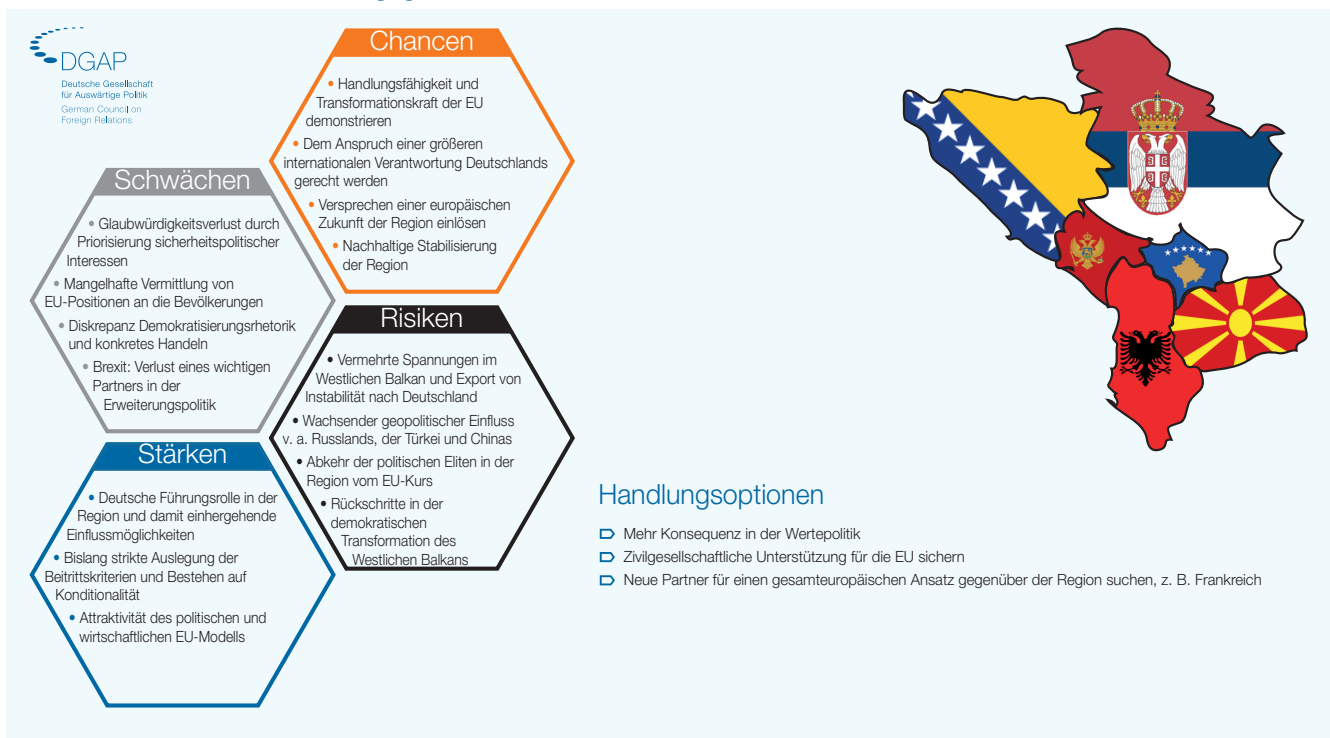 DGAP
Deutsche Gesellschaft
für Auswärtige Politik
German Council on
Foreign Relations
Chancen
• Handlungsfähigkeit und
Transformationskraft der EU
demonstrieren
• Dem Anspruch einer größeren
internationalen Verantwortung Deutschlands
gerecht werden
• Versprechen einer europäischen
Zukunft der Region einlösen
• Nachhaltige Stabilisierung
der Region
Schwächen
• Glaubwürdigkeitsverlust durch
Priorisierung sicherheitspolitischer
Interessen
• Mangelhafte Vermittlung von
EU-Positionen an die Bevölkerungen
• Diskrepanz Demokratisierungsrhetorik
und konkretes Handeln
• Brexit: Verlust eines wichtigen
Partners in der
Erweiterungspolitik
Risiken
• Vermehrte Spannungen im
Westlichen Balkan und Export von
Instabilität nach Deutschland
• Wachsender geopolitischer Einfluss
v. a. Russlands, der Türkei und Chinas
• Abkehr der politischen Eliten in der
Region vom EU-Kurs
• Rückschritte in der
demokratischen
Transformation des
Westlichen Balkans
Stärken
• Deutsche Führungsrolle in der
Region und damit einhergehende
Einflussmöglichkeiten
• Bislang strikte Auslegung der
Beitrittskriterien und Bestehen auf
Konditionalität
• Attraktivität des politischen und
wirtschaftlichen EU-Modells
Handlungsoptionen
Mehr Konsequenz in der Wertepolitik
Zivilgesellschaftliche Unterstützung für die EU sichern
Neue Partner für einen gesamteuropäischen Ansatz gegenüber der Region suchen, z. B. Frankreich